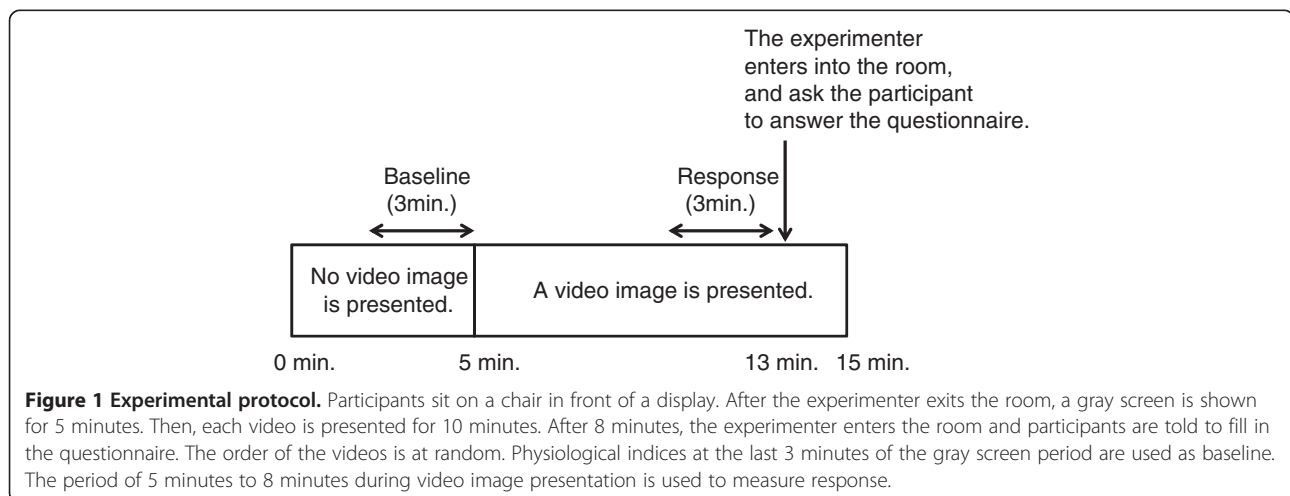 The experimenter
enters into the room,
and ask the participant
to answer the questionnaire.
Baseline
(3min.)
Response
(3min.)
No video image
is presented.
A video image is presented.
0 min.
5 min.
13 min.
15 min.
Figure 1 Experimental protocol. Participants sit on a chair in front of a display. After the experimenter exits the room, a gray screen is shown
for 5 minutes. Then, each video is presented for 10 minutes. After 8 minutes, the experimenter enters the room and participants are told to fill in
the questionnaire. The order of the videos is at random. Physiological indices at the last 3 minutes of the gray screen period are used as baseline.
The period of 5 minutes to 8 minutes during video image presentation is used to measure response.